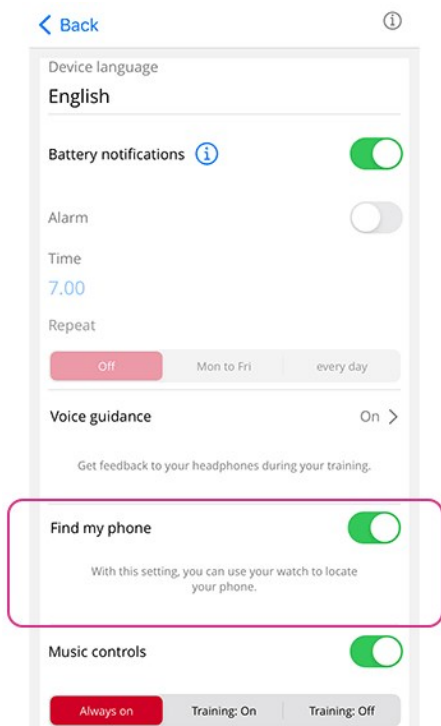 Back
Device language
English
Battery notifications
Alarm
Time
7.00
Repeat
Off Mon to Fri every day
Voice guidance On
Get feedback to your headphones during your training.
Find my phone
With this setting, you can use your watch to locate
your phone.
Music controls
Always on Training: On Training: Off